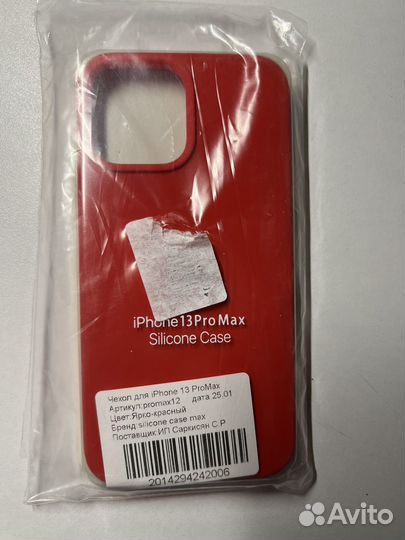 iPhone 13 Pro Max
Silicone Case
Чехол для iPhone 13 ProMax
Артикул:promax12 дата 25.01
Цвет:Ярко-красный
Бренд:silicone case max
Поставщик:ИП Саркисян С.Р
2014294242006
Avito